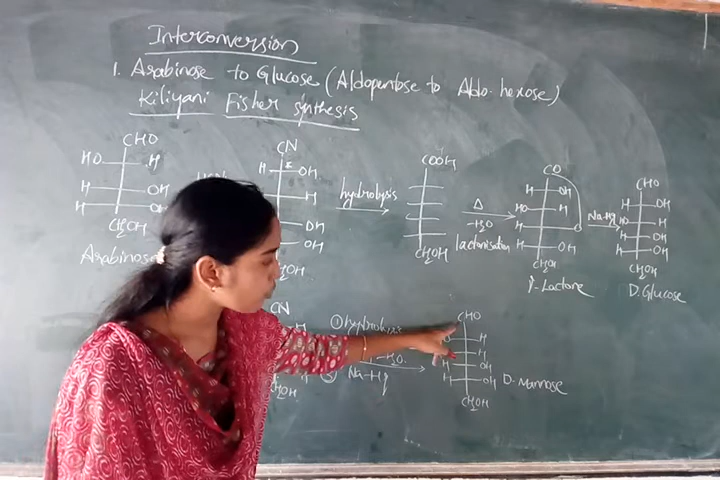 Interconversion
1. Arabinose to Glucose (Aldopentose to Aldo-hexose)
Kiliyani Fisher synthesis
CHO
HO H
H OH
H OH
CH2OH
Arabinose
CN
H * OH
H
OH
OH
CH2OH
hydrolysis
COOH
CH2OH
Δ
-H2O
lactonisation
CO
H OH
H
H O
H OH
CH2OH
γ-Lactone
Na-Hg
CHO
H OH
HO H
H OH
H OH
CH2OH
D.Glucose
CN
CH2OH
① hydrolysis
-H2O
Na-Hg
CHO
H
H
H OH
H OH
CH2OH
D-Mannose